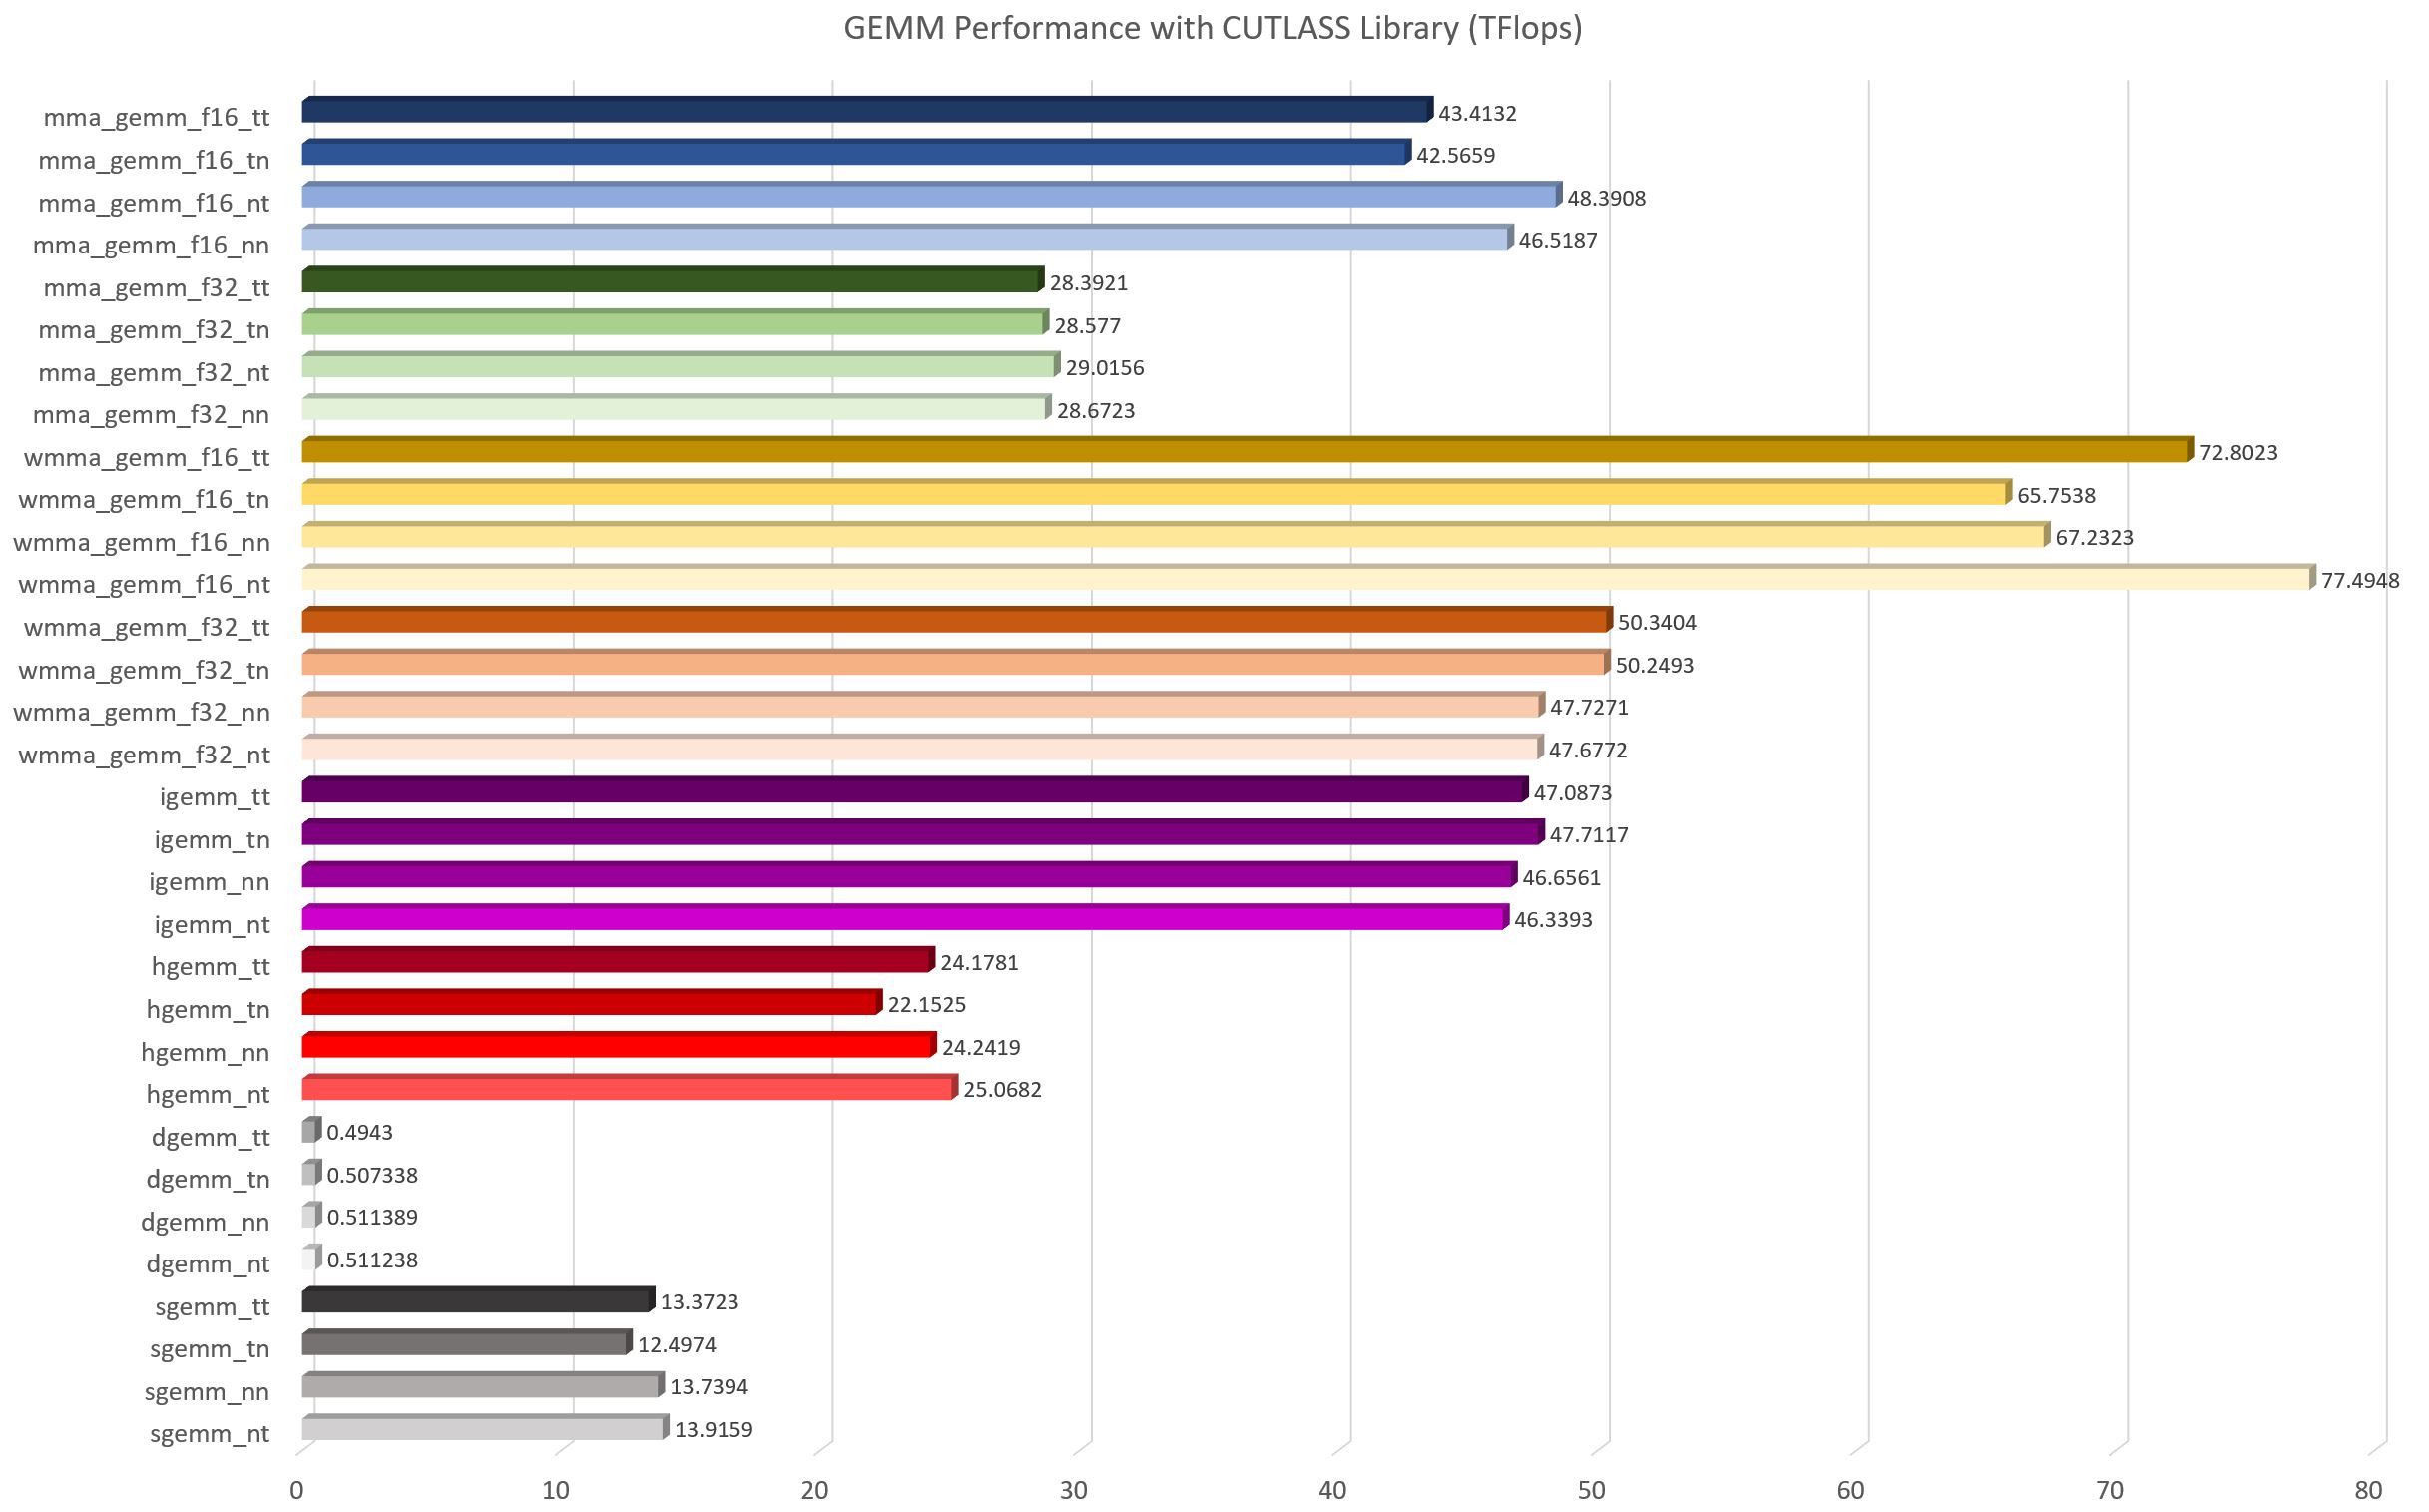 GEMM Performance with CUTLASS Library (TFlops)
mma_gemm_f16_tt 43.4132
mma_gemm_f16_tn 42.5659
mma_gemm_f16_nt 48.3908
mma_gemm_f16_nn 46.5187
mma_gemm_f32_tt 28.3921
mma_gemm_f32_tn 28.577
mma_gemm_f32_nt 29.0156
mma_gemm_f32_nn 28.6723
wmma_gemm_f16_tt 72.8023
wmma_gemm_f16_tn 65.7538
wmma_gemm_f16_nn 67.2323
wmma_gemm_f16_nt 77.4948
wmma_gemm_f32_tt 50.3404
wmma_gemm_f32_tn 50.2493
wmma_gemm_f32_nn 47.7271
wmma_gemm_f32_nt 47.6772
igemm_tt 47.0873
igemm_tn 47.7117
igemm_nn 46.6561
igemm_nt 46.3393
hgemm_tt 24.1781
hgemm_tn 22.1525
hgemm_nn 24.2419
hgemm_nt 25.0682
dgemm_tt 0.4943
dgemm_tn 0.507338
dgemm_nn 0.511389
dgemm_nt 0.511238
sgemm_tt 13.3723
sgemm_tn 12.4974
sgemm_nn 13.7394
sgemm_nt 13.9159
0 10 20 30 40 50 60 70 80